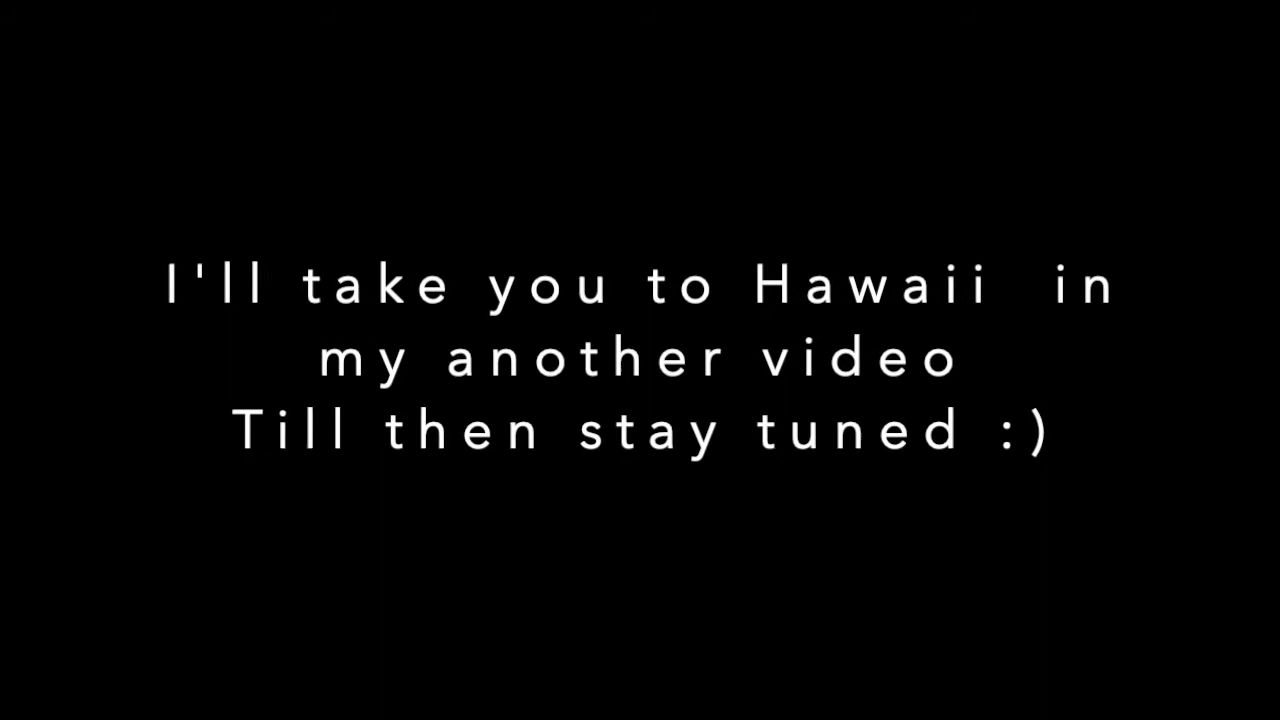 I'll take you to Hawaii  in
my another video
Till then stay tuned :)